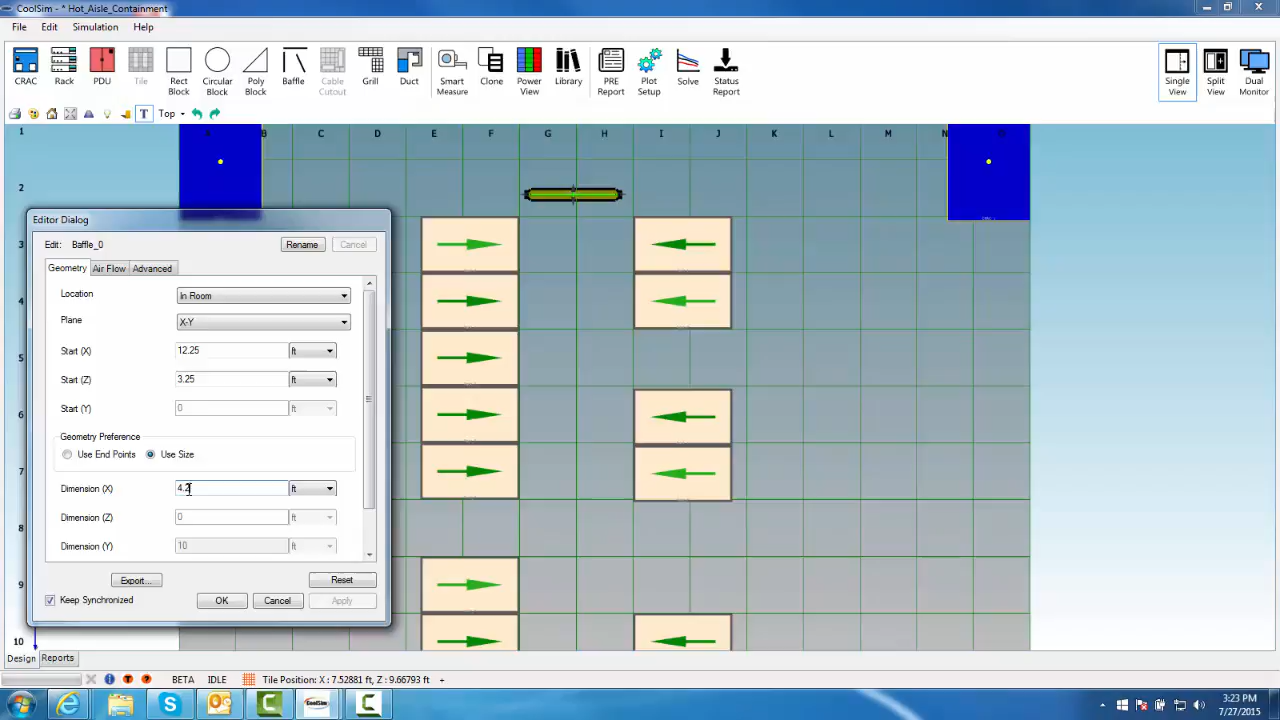 CoolSim - * Hot_Aisle_Containment
File Edit Simulation Help
CRAC Rack PDU Tile Rect Block Circular Block Poly Block Baffle Cable Cutout Grill Duct Smart Measure Clone Power View Library PRE Report Plot Setup Solve Status Report Single View Split View Dual Monitor
T Top
1 A B C D E F G H I J K L M N O
2
Editor Dialog
Edit: Baffle_0 Rename Cancel
3
Geometry Air Flow Advanced
Location In Room
4
Plane X-Y
Start (X) 12.25 ft
5
Start (Z) 3.25 ft
Start (Y) 0 ft
6
Geometry Preference
Use End Points Use Size
7
Dimension (X) 4.2 ft
Dimension (Z) 0 ft
8
Dimension (Y) 10 ft
Export... Reset
9
Keep Synchronized OK Cancel Apply
10
Design Reports
BETA IDLE Tile Position: X : 7.52881 ft, Z : 9.66793 ft
3:23 PM
7/27/2015